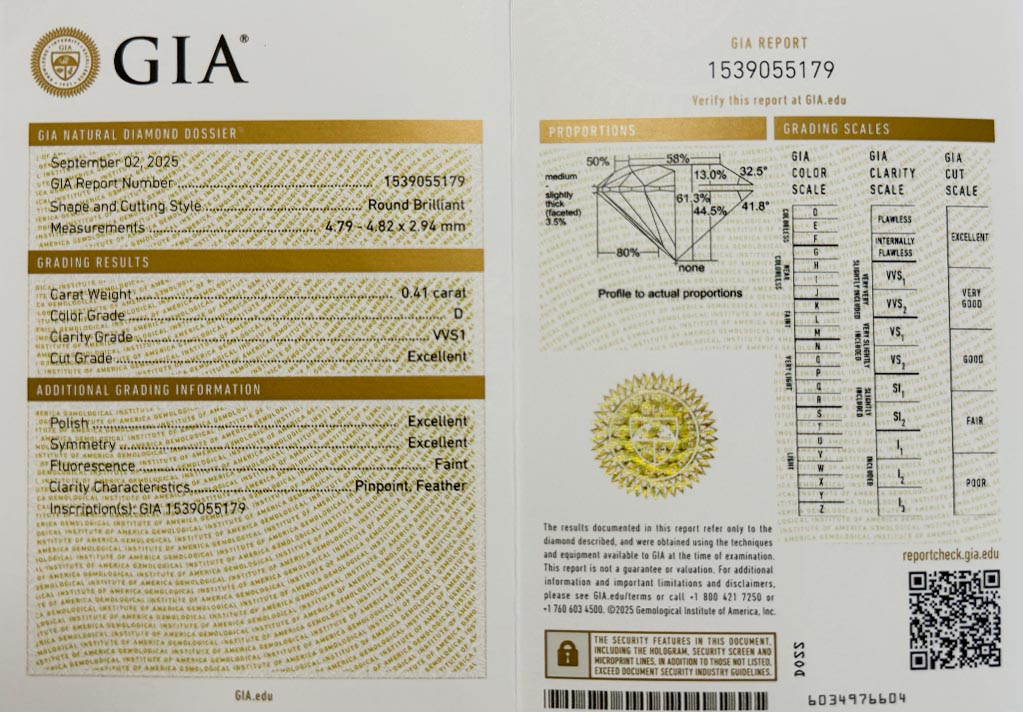 GIA®
GIA NATURAL DIAMOND DOSSIER®
September 02, 2025
GIA Report Number 1539055179
Shape and Cutting Style Round Brilliant
Measurements 4.79 - 4.82 x 2.94 mm
GRADING RESULTS
Carat Weight 0.41 carat
Color Grade D
Clarity Grade VVS1
Cut Grade Excellent
ADDITIONAL GRADING INFORMATION
Polish Excellent
Symmetry Excellent
Fluorescence Faint
Clarity Characteristics Pinpoint, Feather
Inscription(s): GIA 1539055179
GIA.edu
GIA REPORT
1539055179
Verify this report at GIA.edu
PROPORTIONS
50%
58%
13.0%
32.5°
medium
-
slightly
thick
(faceted)
3.5%
61.3%
44.5%
41.8°
80%
none
Profile to actual proportions
GRADING SCALES
GIA
COLOR
SCALE
COLORLESS
D
E
F
NEAR
COLORLESS
G
H
I
J
FAINT
K
L
M
VERY LIGHT
N
O
P
Q
R
LIGHT
S
T
U
V
W
X
Y
Z
GIA
CLARITY
SCALE
FLAWLESS
INTERNALLY
FLAWLESS
VERY VERY
SLIGHTLY INCLUDED
VVS1
VVS2
VERY SLIGHTLY
INCLUDED
VS1
VS2
SLIGHTLY
INCLUDED
SI1
SI2
INCLUDED
I1
I2
I3
GIA
CUT
SCALE
EXCELLENT
VERY
GOOD
GOOD
FAIR
POOR
The results documented in this report refer only to the
diamond described, and were obtained using the techniques
and equipment available to GIA at the time of examination.
This report is not a guarantee or valuation. For additional
information and important limitations and disclaimers,
please see GIA.edu/terms or call +1 800 421 7250 or
+1 760 603 4500. ©2025 Gemological Institute of America, Inc.
THE SECURITY FEATURES IN THIS DOCUMENT,
INCLUDING THE HOLOGRAM, SECURITY SCREEN AND
MICROPRINT LINES, IN ADDITION TO THOSE NOT LISTED,
EXCEED DOCUMENT SECURITY INDUSTRY GUIDELINES.
reportcheck.gia.edu
6034976604